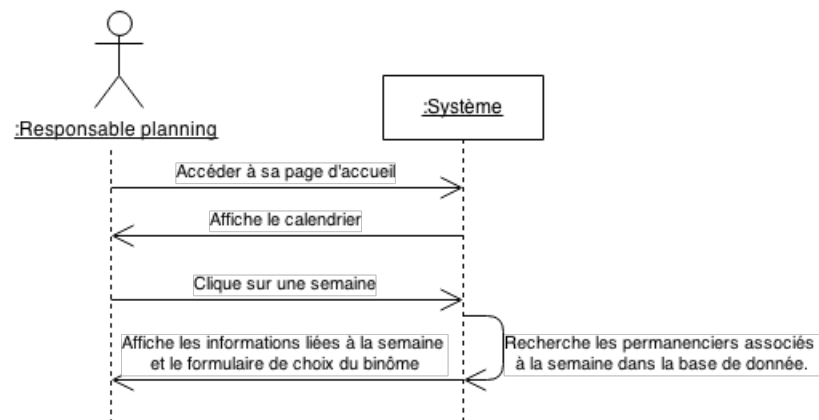 :Responsable planning
:Système
Accéder à sa page d'accueil
Affiche le calendrier
Clique sur une semaine
Affiche les informations liées à la semaine
et le formulaire de choix du binôme
Recherche les permanenciers associés
à la semaine dans la base de donnée.